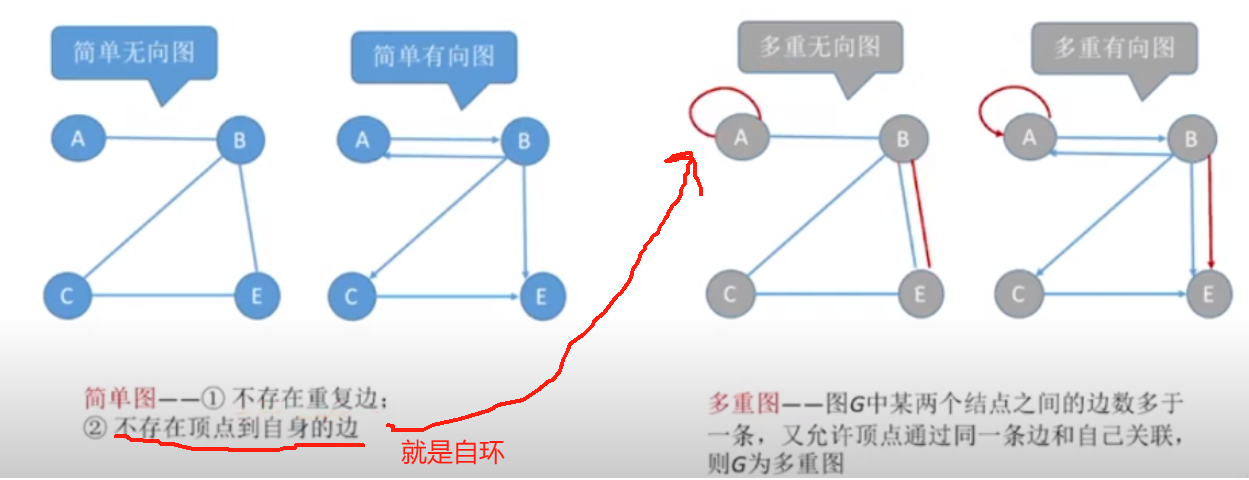 简单无向图
简单有向图
多重无向图
多重有向图
A
B
C
E
A
B
C
E
A
B
C
E
A
B
C
E
简单图——① 不存在重复边；
② 不存在顶点到自身的边
就是自环
多重图——图G中某两个结点之间的边数多于
一条，又允许顶点通过同一条边和自己关联，
则G为多重图